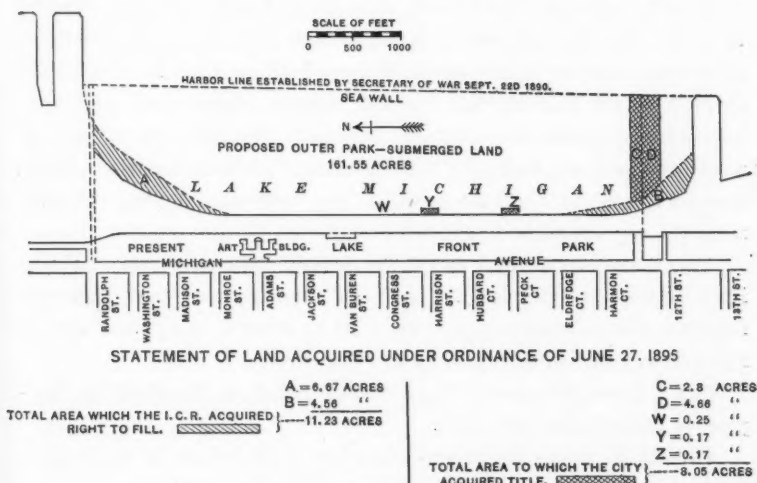 SCALE OF FEET
0 500 1000
HARBOR LINE ESTABLISHED BY SECRETARY OF WAR SEPT. 22D 1890.
SEA WALL
N
PROPOSED OUTER PARK—SUBMERGED LAND
161.55 ACRES
C D
A
LAKE MICHIGAN
B
W Y Z
PRESENT ART BLDG. LAKE FRONT PARK
MICHIGAN AVENUE
RANDOLPH ST.
WASHINGTON ST.
MADISON ST.
MONROE ST.
ADAMS ST.
JACKSON ST.
VAN BUREN ST.
CONGRESS ST.
HARRISON ST.
HUBBARD CT.
PECK CT
ELDREDGE CT.
HARMON CT.
12TH ST.
13TH ST.
STATEMENT OF LAND ACQUIRED UNDER ORDINANCE OF JUNE 27. 1895
A=6.67 ACRES
B=4.56 “
TOTAL AREA WHICH THE I.C.R. ACQUIRED
RIGHT TO FILL.
11.23 ACRES
C=2.8 ACRES
D=4.66 “
W=0.25 “
Y=0.17 “
Z=0.17 “
TOTAL AREA TO WHICH THE CITY
ACQUIRED TITLE.
8.05 ACRES